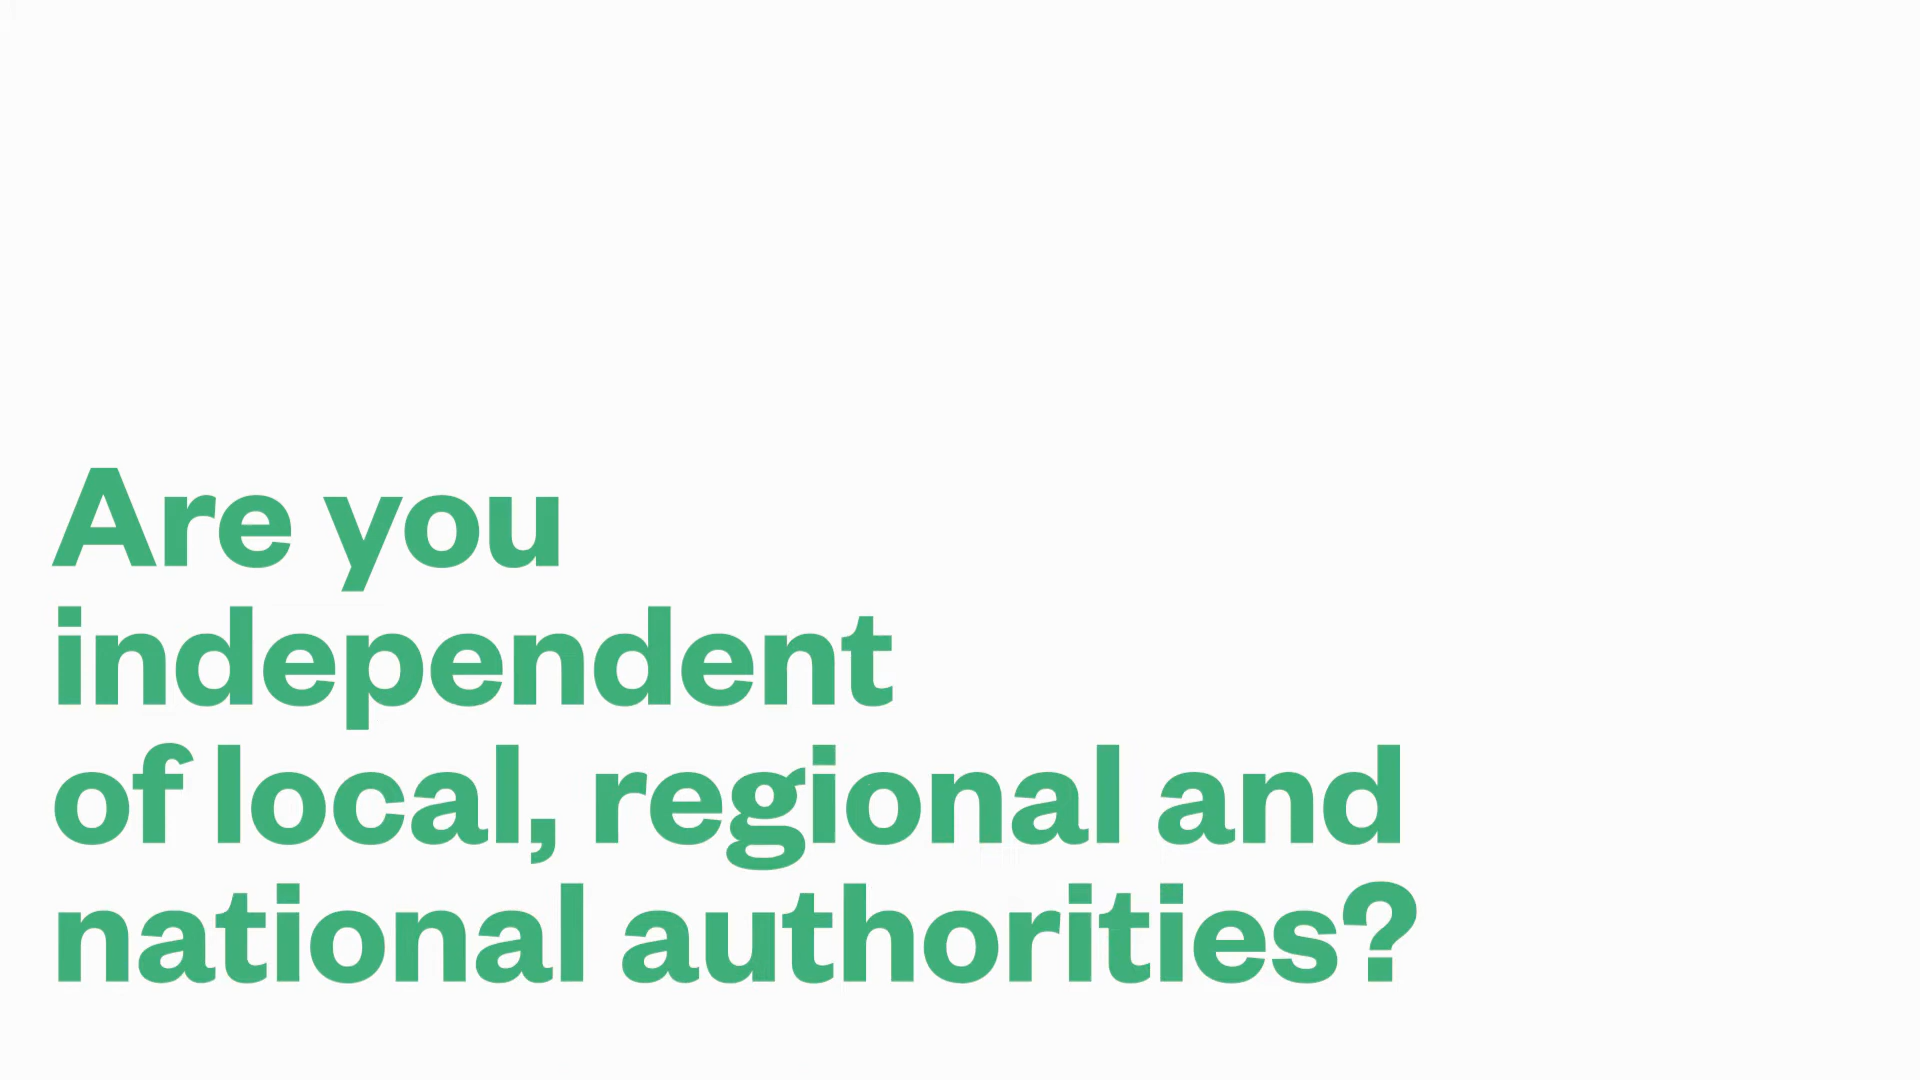 Are you
independent
of local, regional and
national authorities?